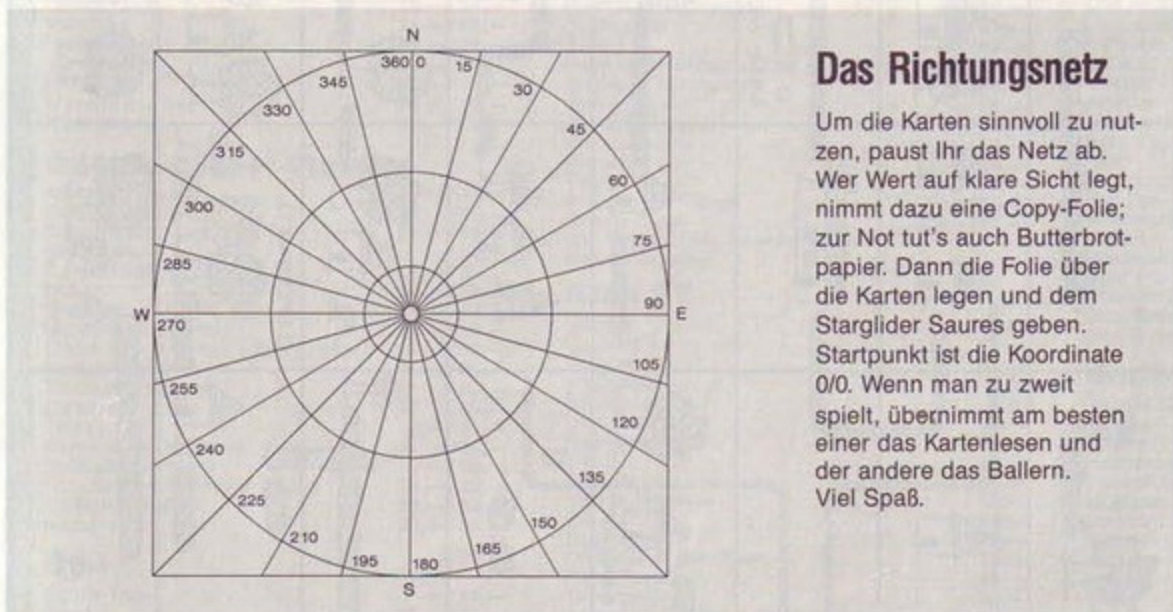 N
360 0
15
30
45
60
75
90
E
105
120
135
150
165
180
S
195
210
225
240
255
270
W
285
300
315
330
345
Das Richtungsnetz
Um die Karten sinnvoll zu nut-
zen, paust Ihr das Netz ab.
Wer Wert auf klare Sicht legt,
nimmt dazu eine Copy-Folie;
zur Not tut's auch Butterbrot-
papier. Dann die Folie über
die Karten legen und dem
Starglider Saures geben.
Startpunkt ist die Koordinate
0/0. Wenn man zu zweit
spielt, übernimmt am besten
einer das Kartenlesen und
der andere das Ballern.
Viel Spaß.